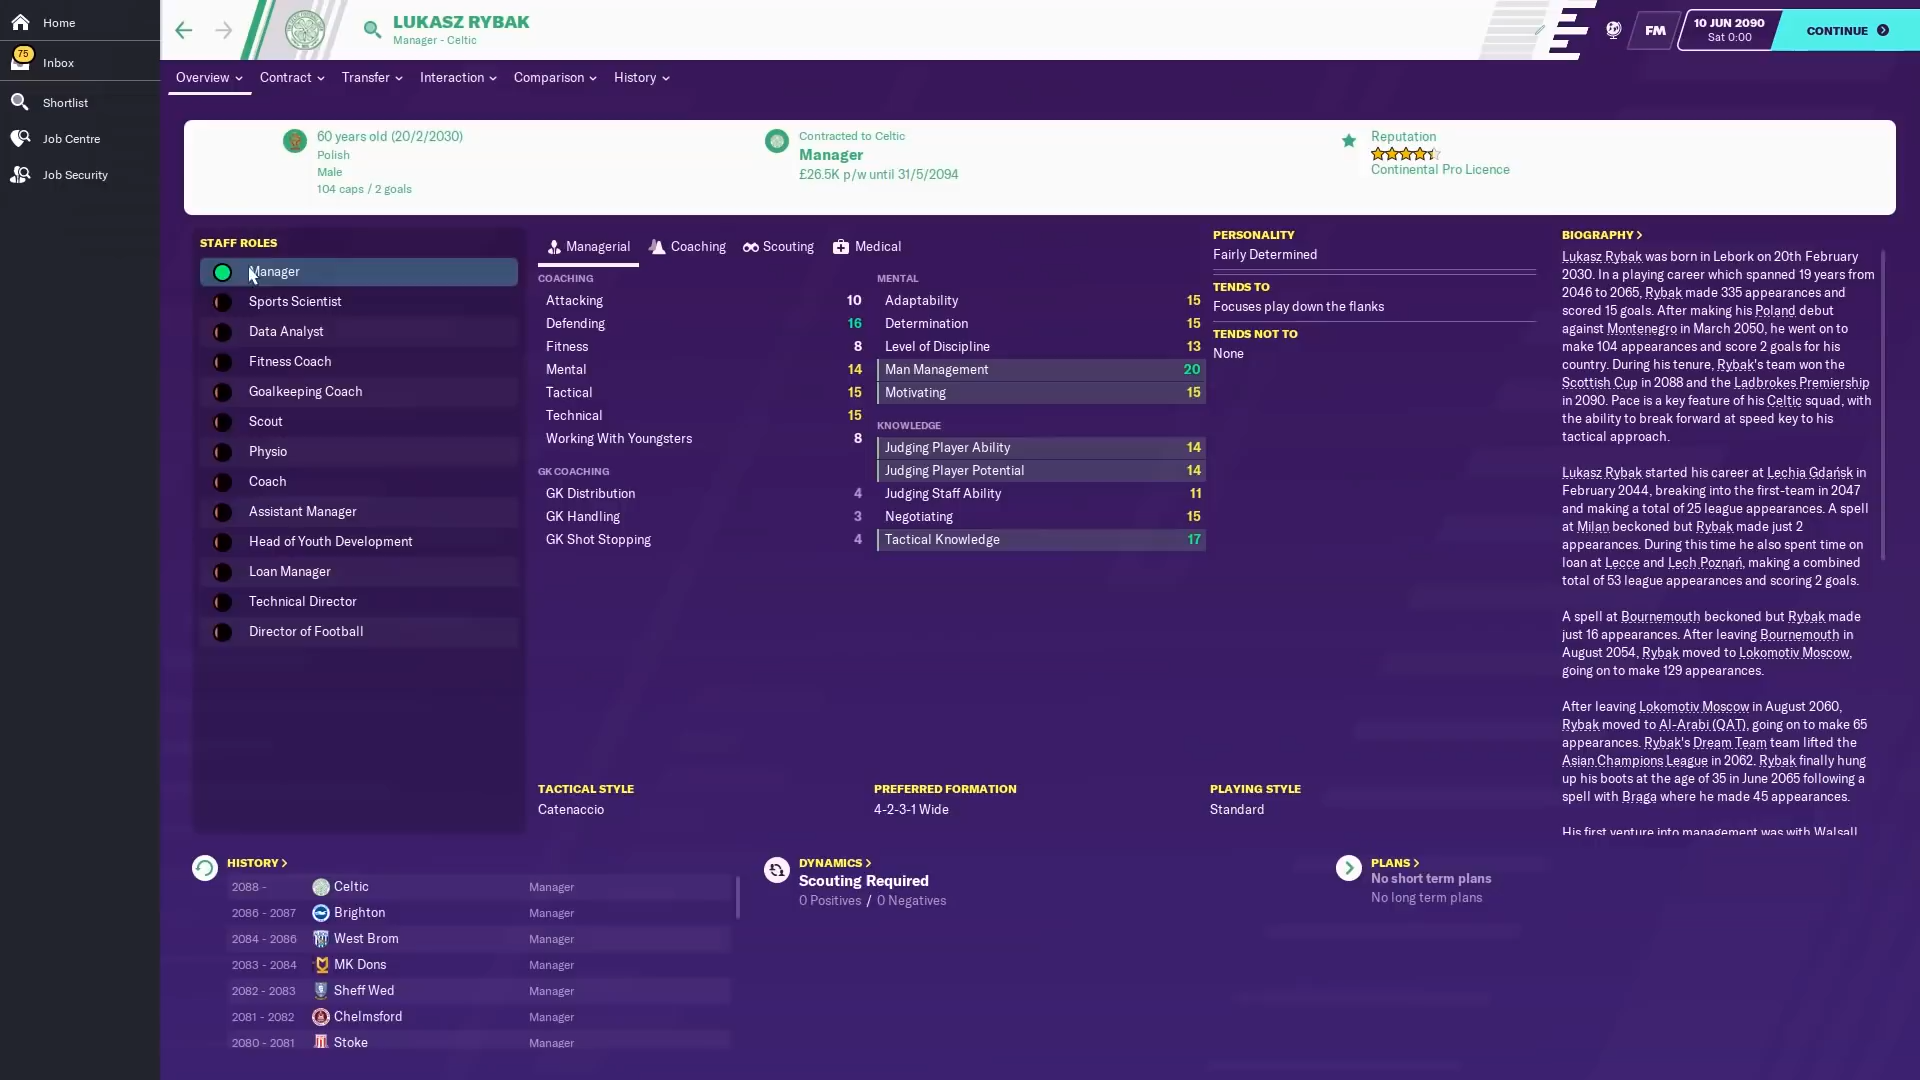 Home
75
Inbox
Shortlist
Job Centre
Job Security
LUKASZ RYBAK
Manager - Celtic
FM
10 JUN 2090
Sat 0:00
CONTINUE
Overview
Contract
Transfer
Interaction
Comparison
History
60 years old (20/2/2030)
Polish
Male
104 caps / 2 goals
Contracted to Celtic
Manager
£26.5K p/w until 31/5/2094
Reputation
Continental Pro Licence
STAFF ROLES
Manager
Sports Scientist
Data Analyst
Fitness Coach
Goalkeeping Coach
Scout
Physio
Coach
Assistant Manager
Head of Youth Development
Loan Manager
Technical Director
Director of Football
Managerial
Coaching
Scouting
Medical
COACHING
Attacking 10
Defending 16
Fitness 8
Mental 14
Tactical 15
Technical 15
Working With Youngsters 8
GK COACHING
GK Distribution 4
GK Handling 3
GK Shot Stopping 4
MENTAL
Adaptability 15
Determination 15
Level of Discipline 13
Man Management 20
Motivating 15
KNOWLEDGE
Judging Player Ability 14
Judging Player Potential 14
Judging Staff Ability 11
Negotiating 15
Tactical Knowledge 17
PERSONALITY
Fairly Determined
TENDS TO
Focuses play down the flanks
TENDS NOT TO
None
TACTICAL STYLE
Catenaccio
PREFERRED FORMATION
4-2-3-1 Wide
PLAYING STYLE
Standard
BIOGRAPHY >
Lukasz Rybak was born in Lebork on 20th February
2030. In a playing career which spanned 19 years from
2046 to 2065, Rybak made 335 appearances and
scored 15 goals. After making his Poland debut
against Montenegro in March 2050, he went on to
make 104 appearances and score 2 goals for his
country. During his tenure, Rybak's team won the
Scottish Cup in 2088 and the Ladbrokes Premiership
in 2090. Pace is a key feature of his Celtic squad, with
the ability to break forward at speed key to his
tactical approach.
Lukasz Rybak started his career at Lechia Gdańsk in
February 2044, breaking into the first-team in 2047
and making a total of 25 league appearances. A spell
at Milan beckoned but Rybak made just 2
appearances. During this time he also spent time on
loan at Lecce and Lech Poznań, making a combined
total of 53 league appearances and scoring 2 goals.
A spell at Bournemouth beckoned but Rybak made
just 16 appearances. After leaving Bournemouth in
August 2054, Rybak moved to Lokomotiv Moscow,
going on to make 129 appearances.
After leaving Lokomotiv Moscow in August 2060,
Rybak moved to Al-Arabi (QAT), going on to make 65
appearances. Rybak's Dream Team team lifted the
Asian Champions League in 2062. Rybak finally hung
up his boots at the age of 35 in June 2065 following a
spell with Braga where he made 45 appearances.
His first venture into management was with Walsall
HISTORY >
2088 - Celtic Manager
2086 - 2087 Brighton Manager
2084 - 2086 West Brom Manager
2083 - 2084 MK Dons Manager
2082 - 2083 Sheff Wed Manager
2081 - 2082 Chelmsford Manager
2080 - 2081 Stoke Manager
DYNAMICS >
Scouting Required
0 Positives / 0 Negatives
PLANS >
No short term plans
No long term plans